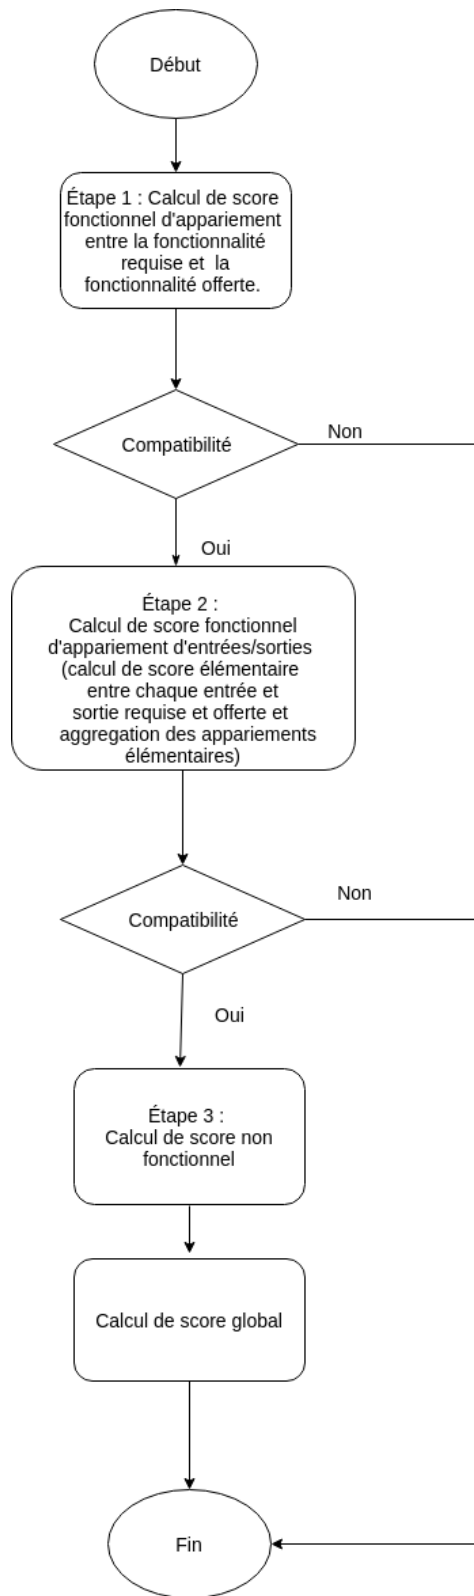 Début
Étape 1 : Calcul de score
fonctionnel d'appariement
entre la fonctionnalité
requise et la
fonctionnalité offerte.
Compatibilité
Non
Oui
Étape 2 :
Calcul de score fonctionnel
d'appariement d'entrées/sorties
(calcul de score élémentaire
entre chaque entrée et
sortie requise et offerte et
aggregation des appariements
élémentaires)
Compatibilité
Non
Oui
Étape 3 :
Calcul de score non
fonctionnel
Calcul de score global
Fin